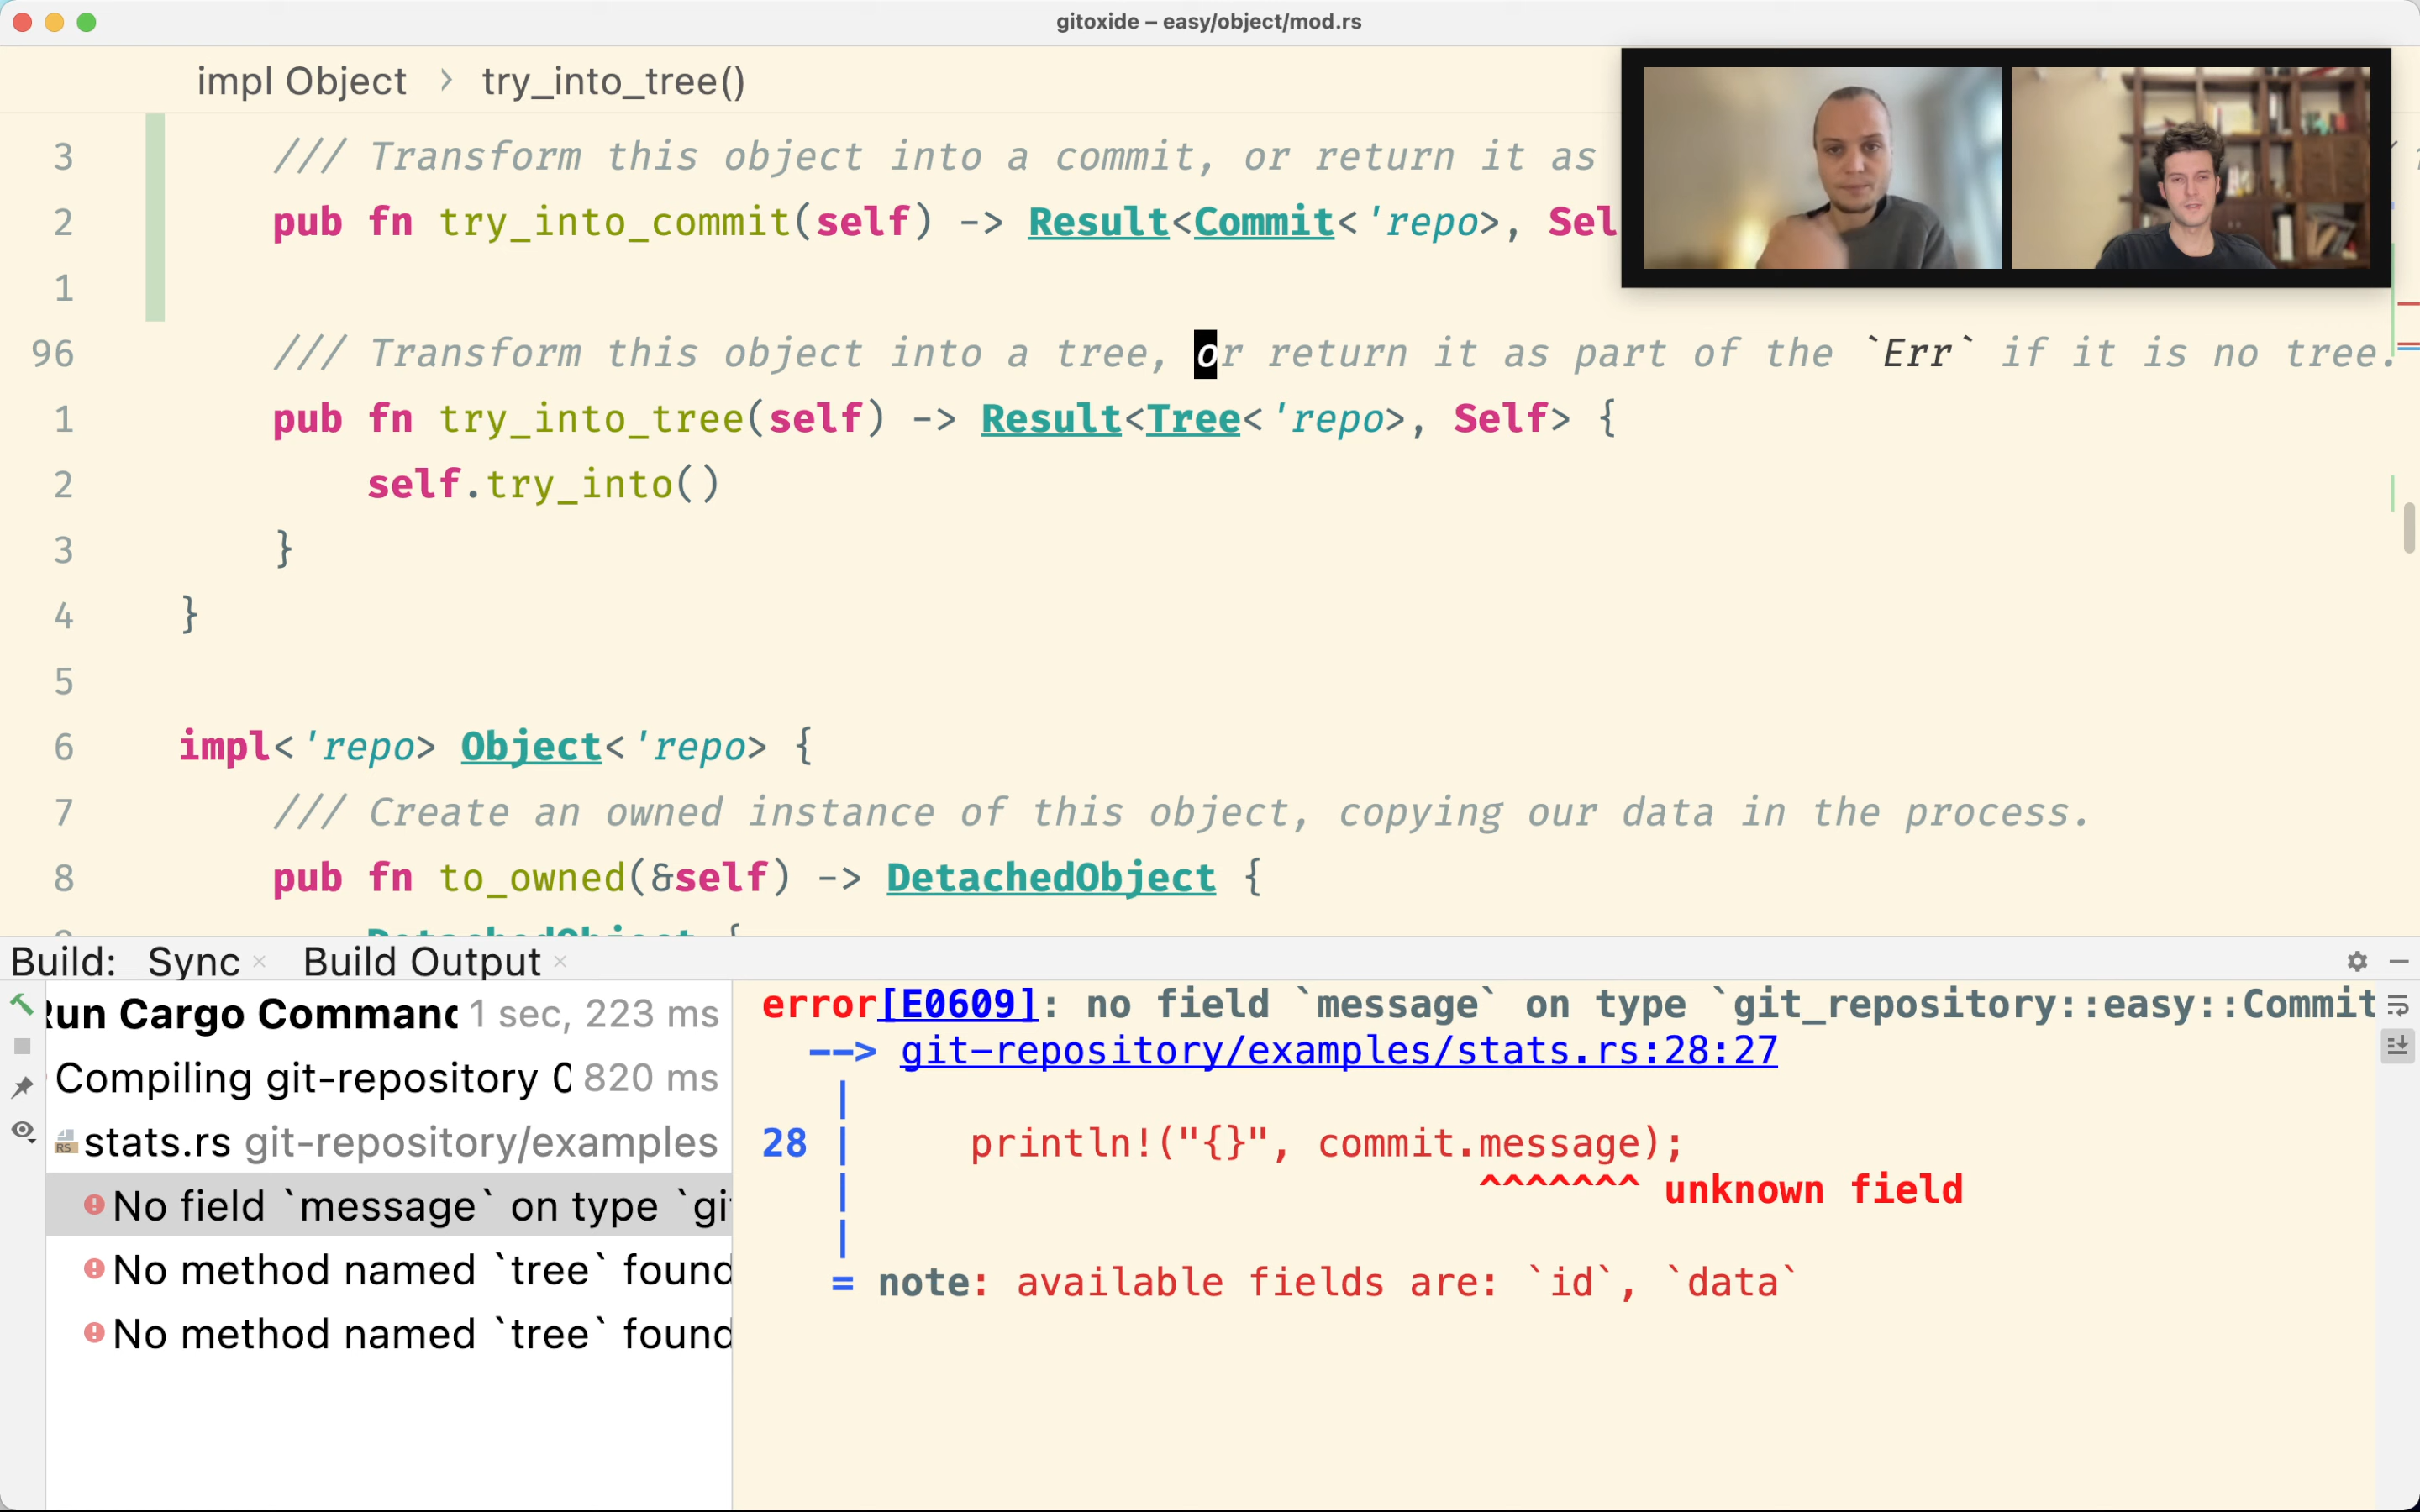 gitoxide – easy/object/mod.rs
impl Object › try_into_tree()
3 /// Transform this object into a commit, or return it as
2 pub fn try_into_commit(self) -> Result<Commit<'repo>, Sel
1
96 /// Transform this object into a tree, or return it as part of the `Err` if it is no tree.
1 pub fn try_into_tree(self) -> Result<Tree<'repo>, Self> {
2 self.try_into()
3 }
4 }
5
6 impl<'repo> Object<'repo> {
7 /// Create an owned instance of this object, copying our data in the process.
8 pub fn to_owned(&self) -> DetachedObject {
DetachedObject {
Build: Sync × Build Output ×
Run Cargo Command 1 sec, 223 ms
Compiling git-repository 0 820 ms
stats.rs git-repository/examples
No field `message` on type `git
No method named `tree` found
No method named `tree` found
error[E0609]: no field `message` on type `git_repository::easy::Commit
--> git-repository/examples/stats.rs:28:27
|
28 | println!("{}", commit.message);
| ^^^^^^^ unknown field
|
= note: available fields are: `id`, `data`